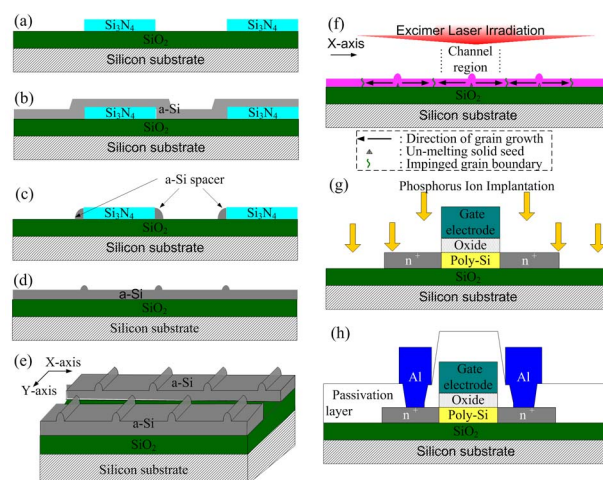 (a)
Si₃N₄ Si₃N₄
SiO₂
Silicon substrate
(b)
a-Si
Si₃N₄ Si₃N₄
SiO₂
Silicon substrate
a-Si spacer
(c)
Si₃N₄ Si₃N₄
SiO₂
Silicon substrate
(d)
a-Si
SiO₂
Silicon substrate
(e)
X-axis
Y-axis
a-Si
a-Si
SiO₂
Silicon substrate
(f)
Excimer Laser Irradiation
X-axis
Channel
region
SiO₂
Silicon substrate
: Direction of grain growth
: Un-melting solid seed
: Impinged grain boundary
(g)
Phosphorus Ion Implantation
Gate
electrode
Oxide
n⁺ Poly-Si n⁺
SiO₂
Silicon substrate
(h)
Al Al
Gate
electrode
Passivation
layer
Oxide
n⁺ Poly-Si n⁺
SiO₂
Silicon substrate